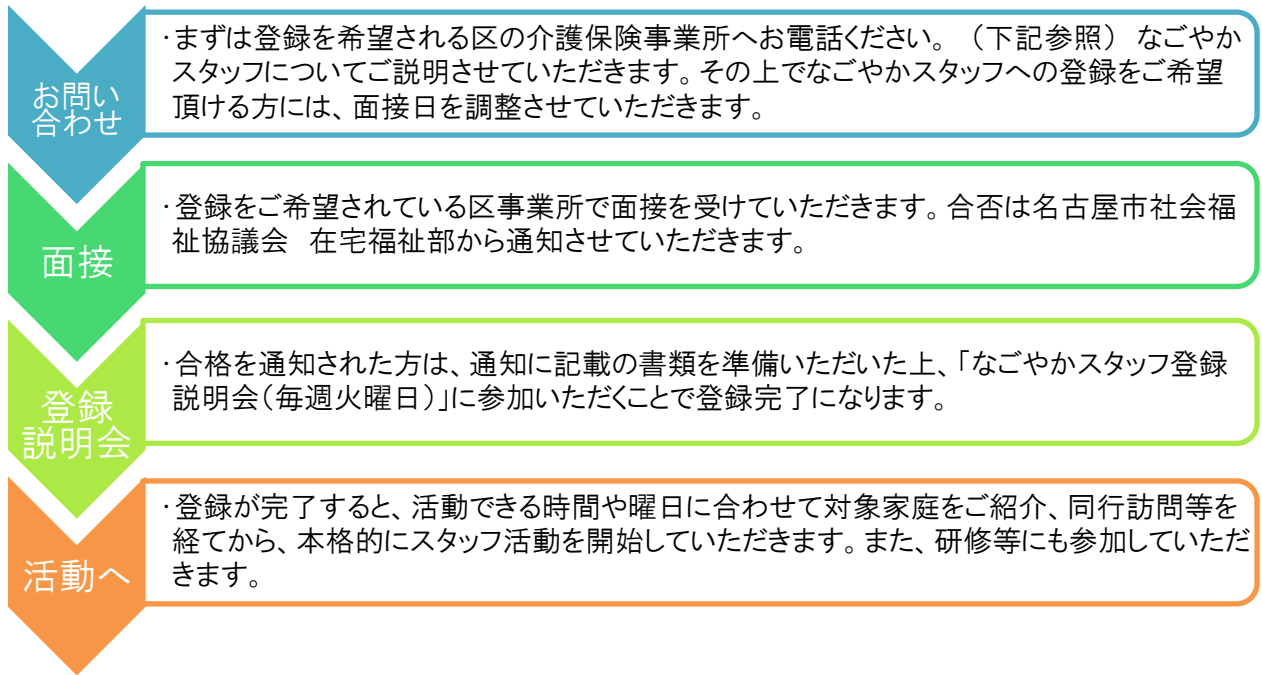 お問い
合わせ
・まずは登録を希望される区の介護保険事業所へお電話ください。（下記参照） なごやか
スタッフについてご説明させていただきます。その上でなごやかスタッフへの登録をご希望
頂ける方には、面接日を調整させていただきます。
面接
・登録をご希望されている区事業所で面接を受けていただきます。合否は名古屋市社会福
祉協議会　在宅福祉部から通知させていただきます。
登録
説明会
・合格を通知された方は、通知に記載の書類を準備いただいた上、「なごやかスタッフ登録
説明会（毎週火曜日）」に参加いただくことで登録完了になります。
活動へ
・登録が完了すると、活動できる時間や曜日に合わせて対象家庭をご紹介、同行訪問等を
経てから、本格的にスタッフ活動を開始していただきます。また、研修等にも参加していただ
きます。